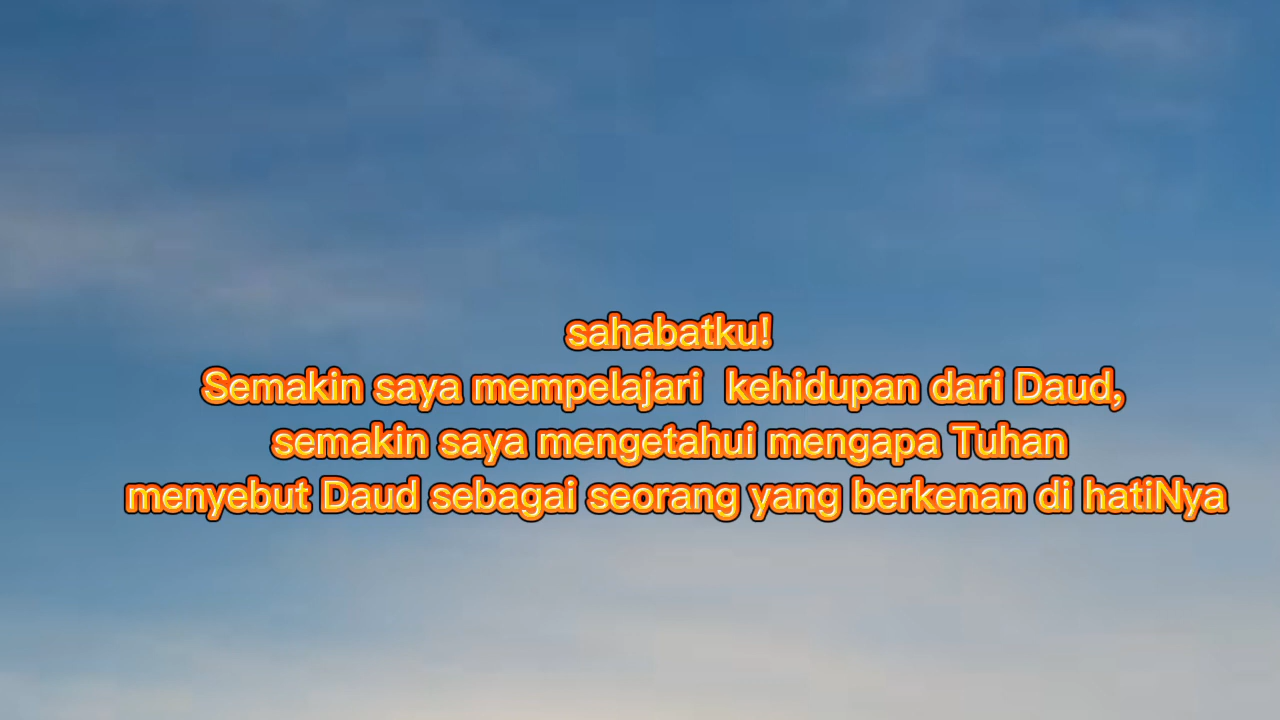 sahabatku!
Semakin saya mempelajari  kehidupan dari Daud,
semakin saya mengetahui mengapa Tuhan
menyebut Daud sebagai seorang yang berkenan di hatiNya